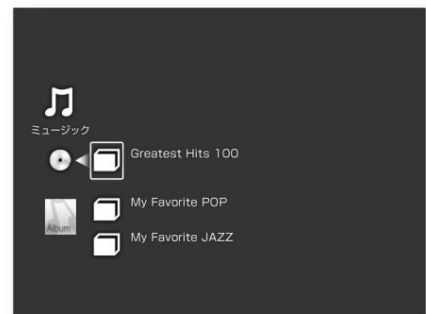 ミュージック
Greatest Hits 100
My Favorite POP
Album
My Favorite JAZZ